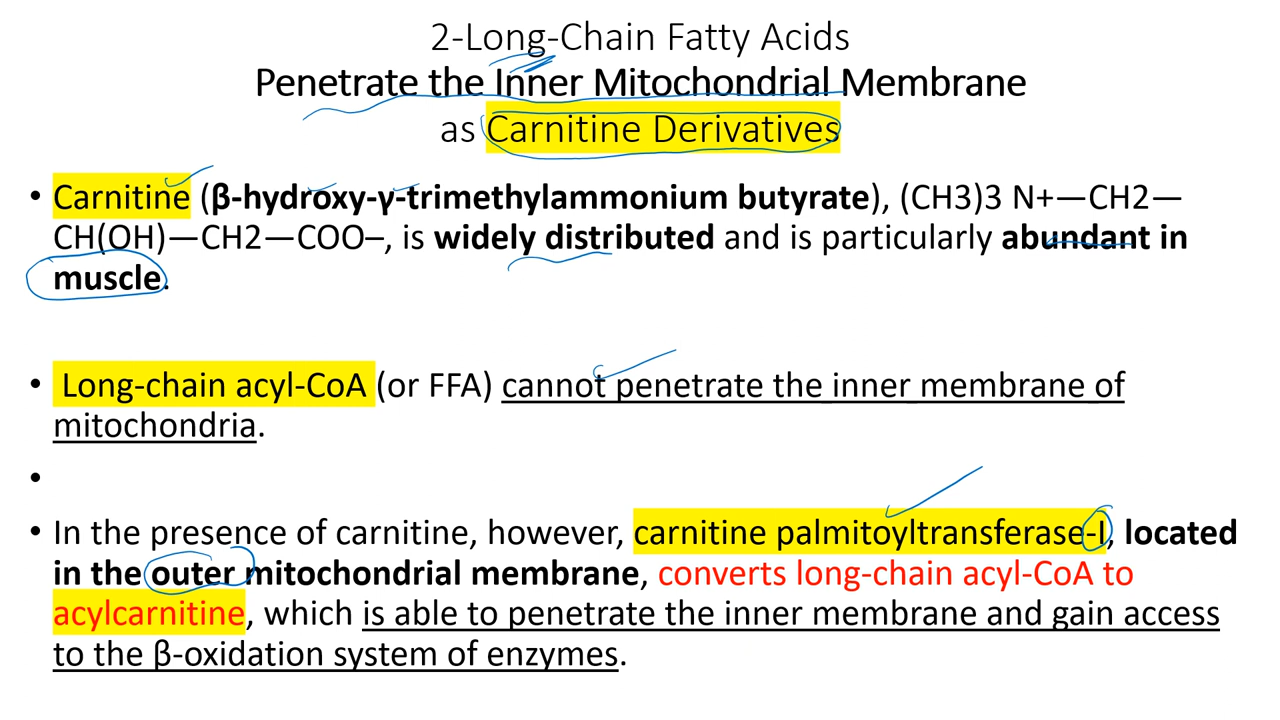 2-Long-Chain Fatty Acids
Penetrate the Inner Mitochondrial Membrane
as Carnitine Derivatives
• Carnitine (β-hydroxy-γ-trimethylammonium butyrate), (CH3)3 N+—CH2—
CH(OH)—CH2—COO–, is widely distributed and is particularly abundant in
muscle.
• Long-chain acyl-CoA (or FFA) cannot penetrate the inner membrane of
mitochondria.
•
• In the presence of carnitine, however, carnitine palmitoyltransferase-I, located
in the outer mitochondrial membrane, converts long-chain acyl-CoA to
acylcarnitine, which is able to penetrate the inner membrane and gain access
to the β-oxidation system of enzymes.